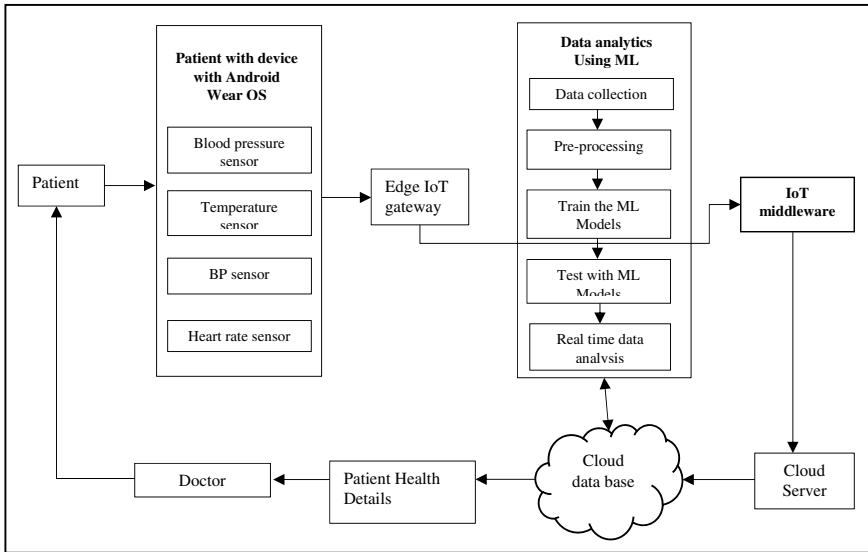 Patient
Patient with device
with Android
Wear OS
Blood pressure
sensor
Temperature
sensor
BP sensor
Heart rate sensor
Edge IoT
gateway
Data analytics
Using ML
Data collection
Pre-processing
Train the ML
Models
Test with ML
Models
Real time data
analysis
IoT
middleware
Cloud
Server
Cloud
data base
Patient Health
Details
Doctor